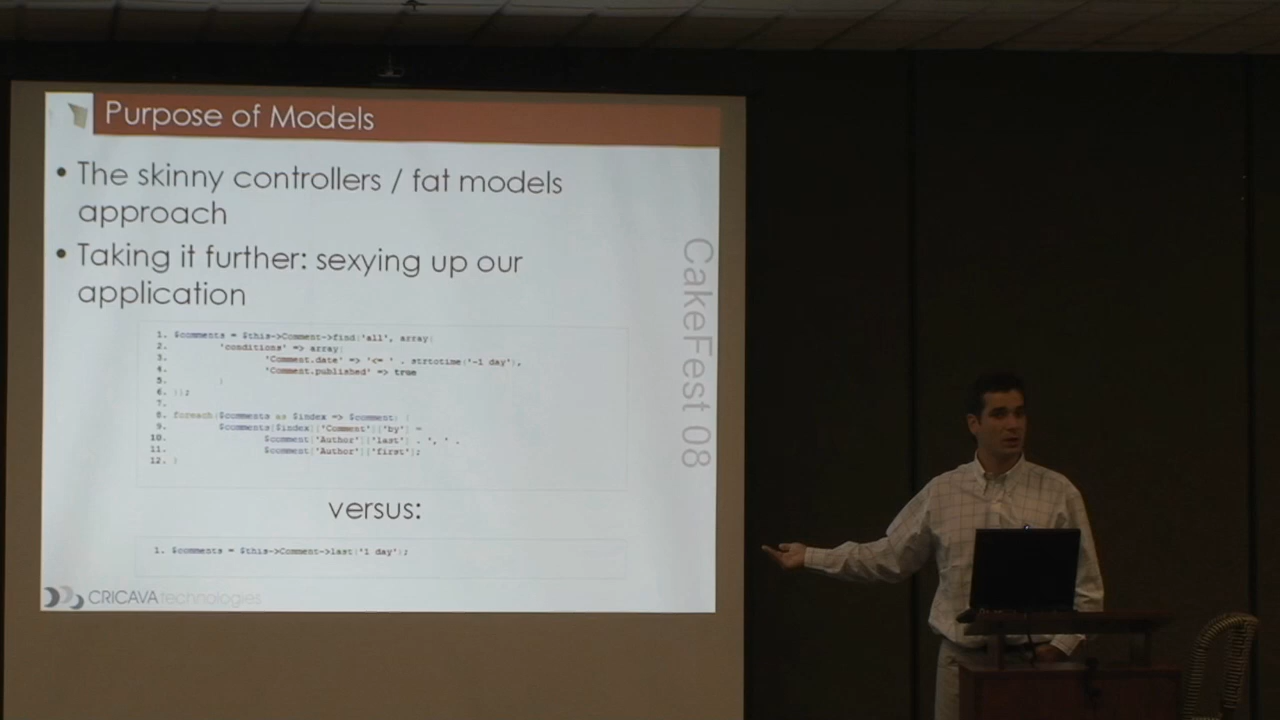 Purpose of Models
• The skinny controllers / fat models
approach
• Taking it further: sexying up our
application
1. $comments = $this->Comment->find('all', array(
2. 'conditions' => array(
3. 'Comment.date' => '<= ' . strtotime('-1 day'),
4. 'Comment.published' => true
5. )
6. ));
7.
8. foreach($comments as $index => $comment) {
9. $comments[$index]['Comment']['by'] =
10. $comment['Author']['last'] . ', ' .
11. $comment['Author']['first'];
12. }
versus:
1. $comments = $this->Comment->last('1 day');
CRICAVA technologies
CakeFest 08